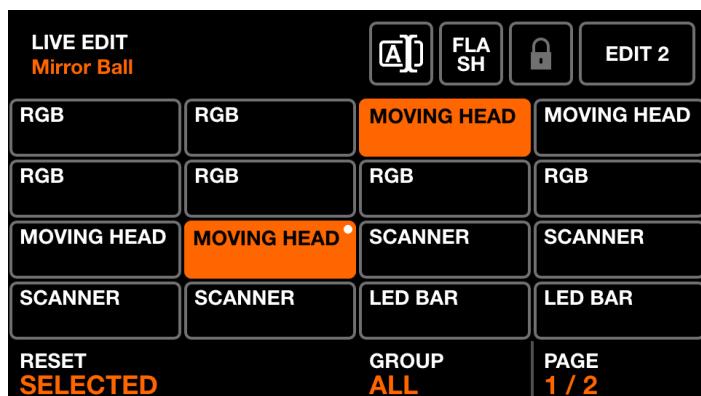 LIVE EDIT
Mirror Ball
A
FLA
SH
EDIT 2
RGB
RGB
MOVING HEAD
MOVING HEAD
RGB
RGB
RGB
RGB
MOVING HEAD
MOVING HEAD
SCANNER
SCANNER
SCANNER
SCANNER
LED BAR
LED BAR
RESET
SELECTED
GROUP
ALL
PAGE
1 / 2